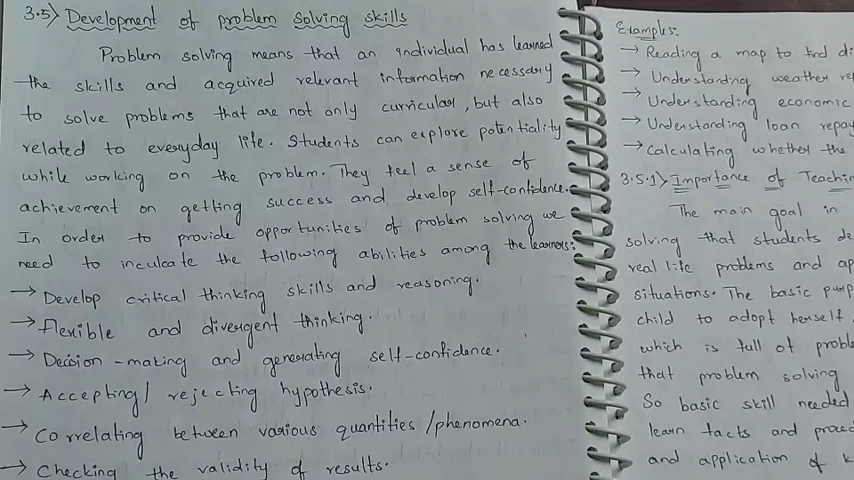 3.5) Development of problem solving skills
Problem solving means that an individual has learned
the skills and acquired relevant information necessary
to solve problems that are not only curricular, but also
related to everyday life. Students can explore potentiality
while working on the problem. They feel a sense of
achievement on getting success and develop self-confidence.
In order to provide opportunities of problem solving we
need to inculcate the following abilities among the learners:
→ Develop critical thinking skills and reasoning.
→ Flexible and divergent thinking.
→ Decision-making and generating self-confidence.
→ Accepting/ rejecting hypothesis.
→ Correlating between various quantities /phenomena.
→ Checking the validity of results.
Examples:
→ Reading a map to find
→ Understanding weather
→ Understanding economic
→ Understanding loan
→ Calculating whether the
3.5.1) Importance of
The main goal in
solving that students
real life problems and
situations. The basic
child to adopt herself
which is full of
that problem solving
So basic skill needed
learn facts and
and application of